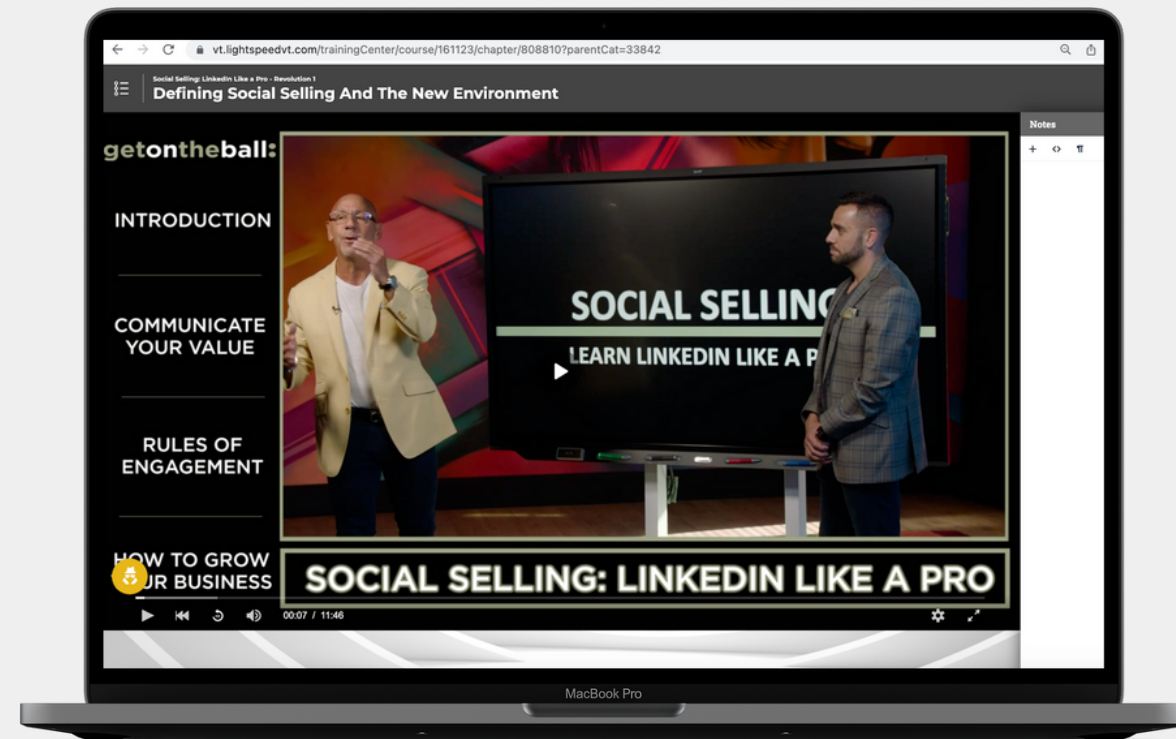 vt.lightspeedvt.com/trainingCenter/course/161123/chapter/808810?parentCat=33842
Social Selling: LinkedIn Like a Pro - Revolution 1
Defining Social Selling And The New Environment
Notes
getontheball:
INTRODUCTION
COMMUNICATE
YOUR VALUE
RULES OF
ENGAGEMENT
HOW TO GROW
UR BUSINESS
SOCIAL SELLING
LEARN LINKEDIN LIKE A P
SOCIAL SELLING: LINKEDIN LIKE A PRO
00:07 / 11:46
MacBook Pro